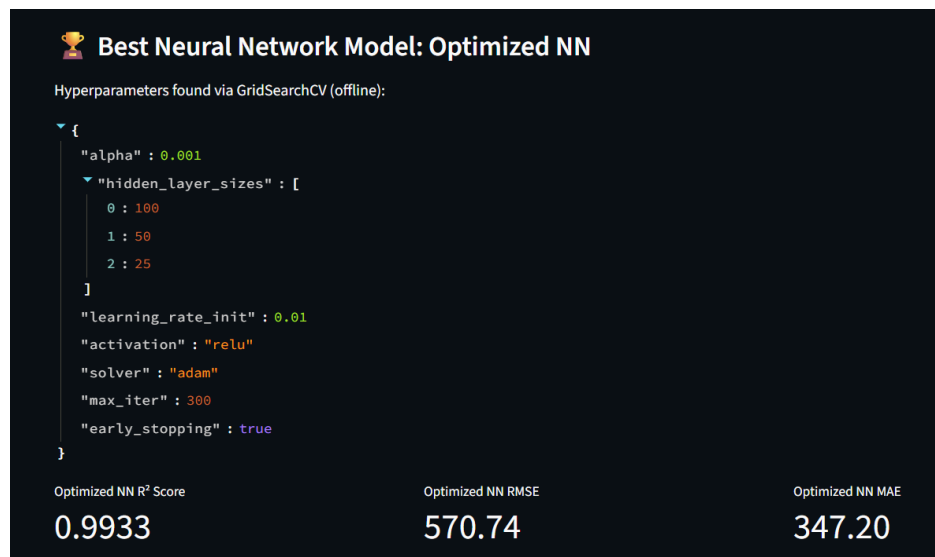 🏆 Best Neural Network Model: Optimized NN
Hyperparameters found via GridSearchCV (offline):
{
"alpha" : 0.001
"hidden_layer_sizes" : [
0 : 100
1 : 50
2 : 25
]
"learning_rate_init" : 0.01
"activation" : "relu"
"solver" : "adam"
"max_iter" : 300
"early_stopping" : true
}
Optimized NN R² Score
Optimized NN RMSE
Optimized NN MAE
0.9933
570.74
347.20